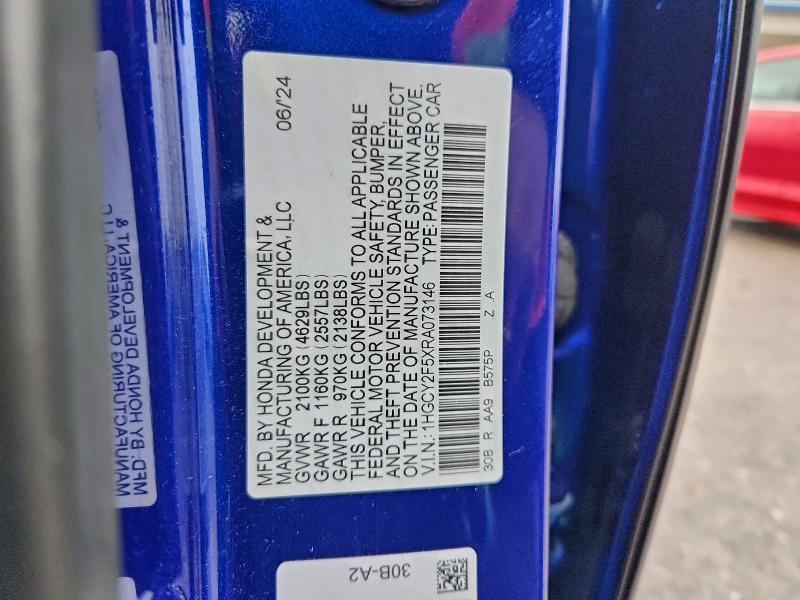 MFD. BY HONDA DEVELOPMENT &
MANUFACTURING OF AMERICA, LLC 06/'24
GVWR 2100KG (4629LBS)
GAWR F 1160KG (2557LBS)
GAWR R 970KG (2138LBS)
THIS VEHICLE CONFORMS TO ALL APPLICABLE
FEDERAL MOTOR VEHICLE SAFETY, BUMPER,
AND THEFT PREVENTION STANDARDS IN EFFECT
ON THE DATE OF MANUFACTURE SHOWN ABOVE.
V.I.N.:1HGCY2F5XRA073146 TYPE:PASSENGER CAR
30B R AA9 B575P Z A
MFD. BY HONDA DEVELOPMENT &
MANUFACTURING OF AMERICA, LLC
30B-A2